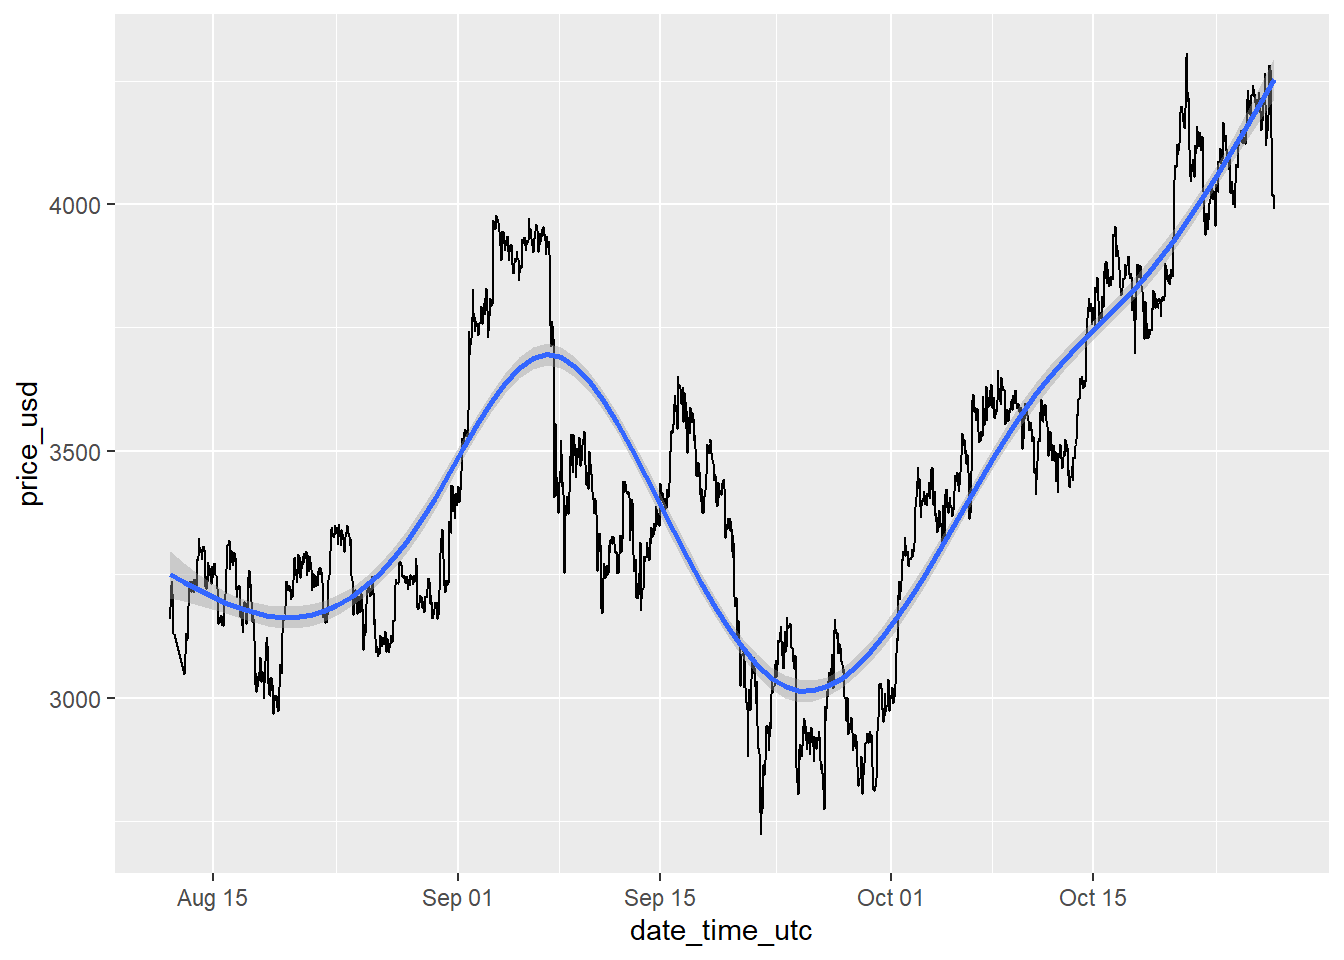 price_usd
4000
3500
3000
Aug 15
Sep 01
Sep 15
Oct 01
Oct 15
date_time_utc